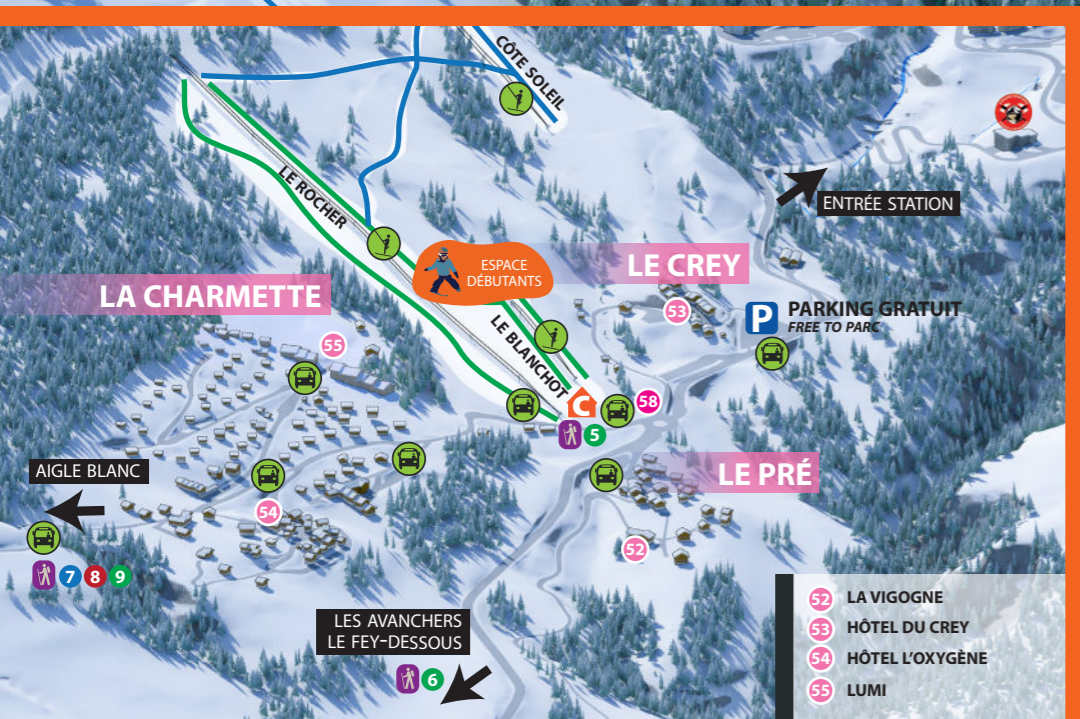 CÔTE SOLEIL
LE ROCHER
ENTRÉE STATION
ESPACE
DÉBUTANTS
LE CREY
LA CHARMETTE
53
P
PARKING GRATUIT
FREE TO PARC
55
LE BLANCHOT
C
58
5
AIGLE BLANC
LE PRÉ
54
52
7 8 9
LES AVANCHERS
LE FEY-DESSOUS
6
52 LA VIGOGNE
53 HÔTEL DU CREY
54 HÔTEL L'OXYGÈNE
55 LUMI